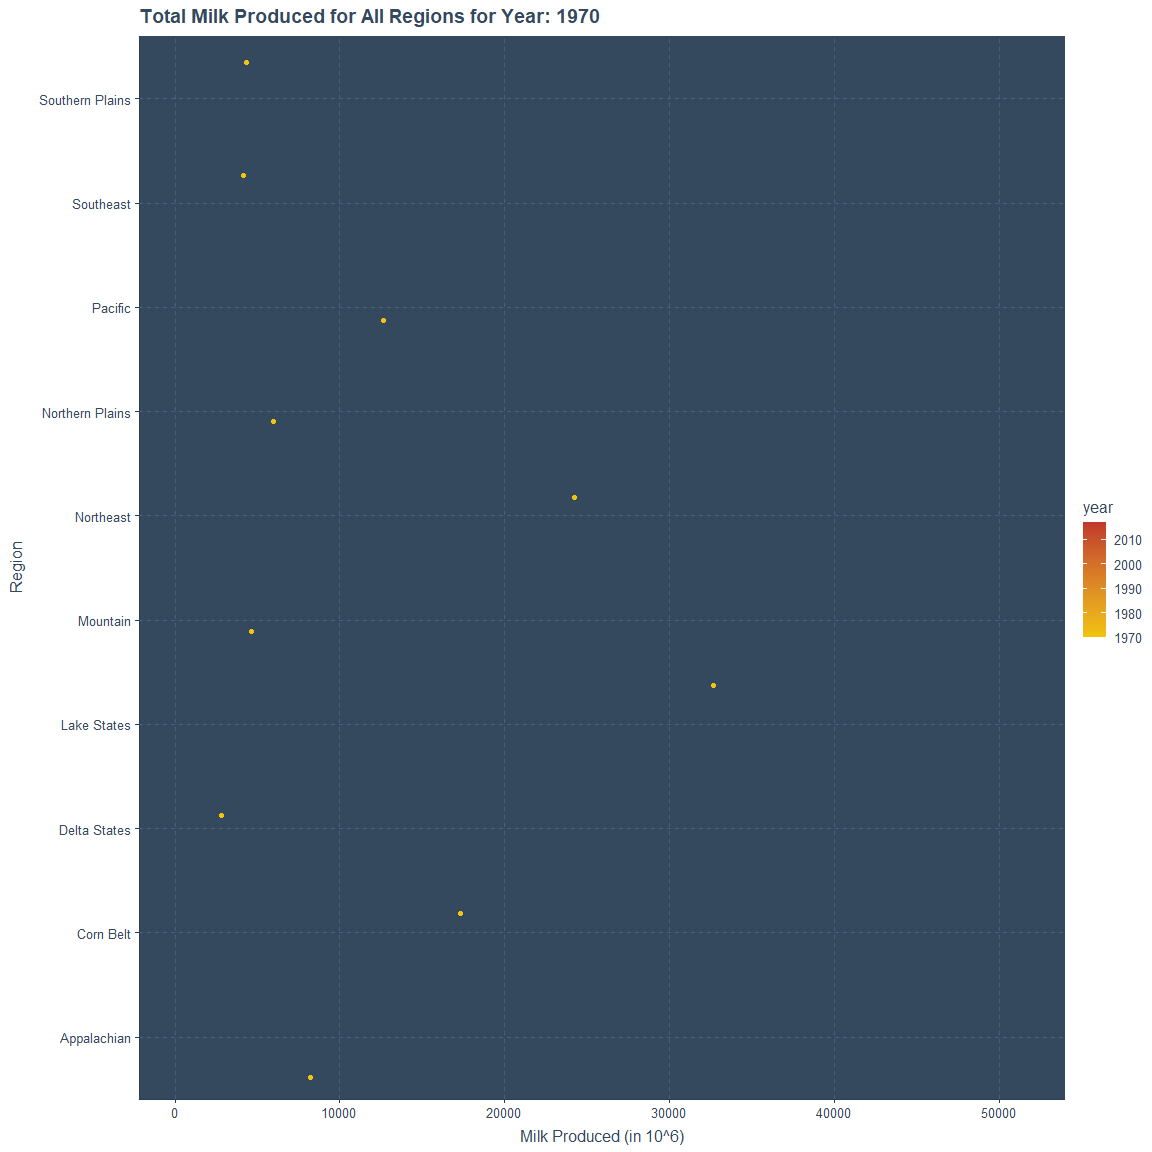 Total Milk Produced for All Regions for Year: 1970
Southern Plains
Southeast
Pacific
Northern Plains
Northeast
Mountain
Lake States
Delta States
Corn Belt
Appalachian
Region
0 10000 20000 30000 40000 50000
Milk Produced (in 10^6)
year
2010
2000
1990
1980
1970